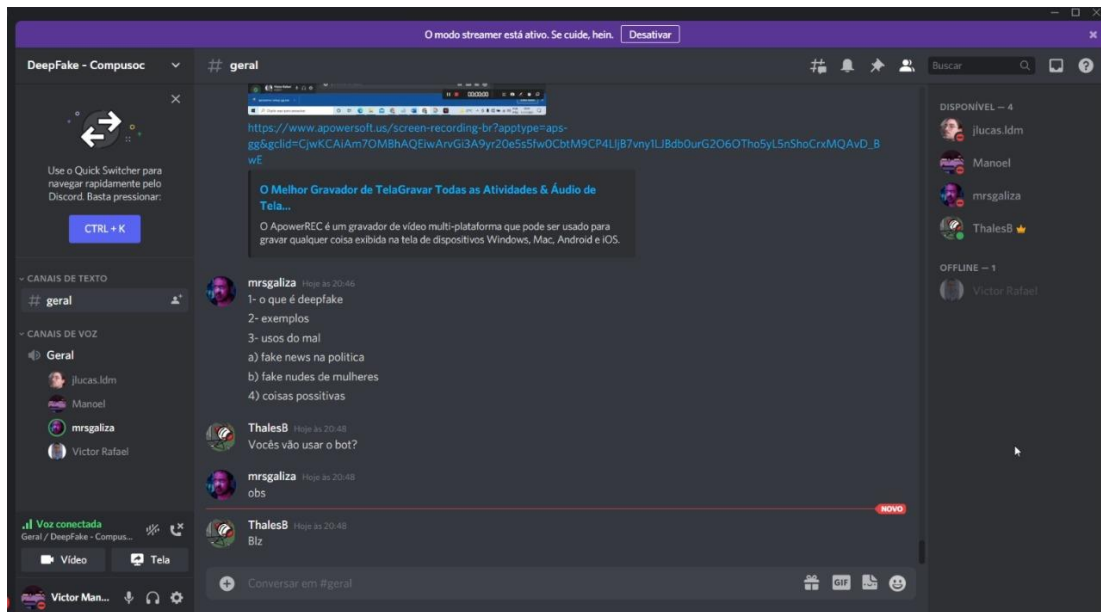 O modo streamer está ativo. Se cuide, hein.
Desativar
DeepFake - Compusoc
geral
Buscar
Use o Quick Switcher para
navegar rapidamente pelo
Discord. Basta pressionar:
CTRL + K
CANAIS DE TEXTO
# geral
CANAIS DE VOZ
Geral
jlucas.ldm
Manoel
mrsgaliza
Victor Rafael
Voz conectada
Geral / DeepFake - Compus...
Vídeo
Tela
Victor Man...
00:00:00
https://www.apowersoft.us/screen-recording-br?apptype=aps-
gg&gclid=CjwKCAiAm7OMBhAQEiwArvGi3A9yr20e5s5fw0CbtM9CP4LIjB7vny1LJBdb0urG2O6OTho5yL5nShoCrxMQAvD_B
wE
O Melhor Gravador de TelaGravar Todas as Atividades & Áudio de
Tela...
O ApowerREC é um gravador de vídeo multi-plataforma que pode ser usado para
gravar qualquer coisa exibida na tela de dispositivos Windows, Mac, Android e iOS.
mrsgaliza Hoje às 20:46
1- o que é deepfake
2- exemplos
3- usos do mal
a) fake news na politica
b) fake nudes de mulheres
4) coisas possitivas
ThalesB Hoje às 20:48
Vocês vão usar o bot?
mrsgaliza Hoje às 20:48
obs
NOVO
ThalesB Hoje às 20:48
Blz
Conversar em #geral
GIF
DISPONÍVEL — 4
jlucas.ldm
Manoel
mrsgaliza
ThalesB
OFFLINE — 1
Victor Rafael